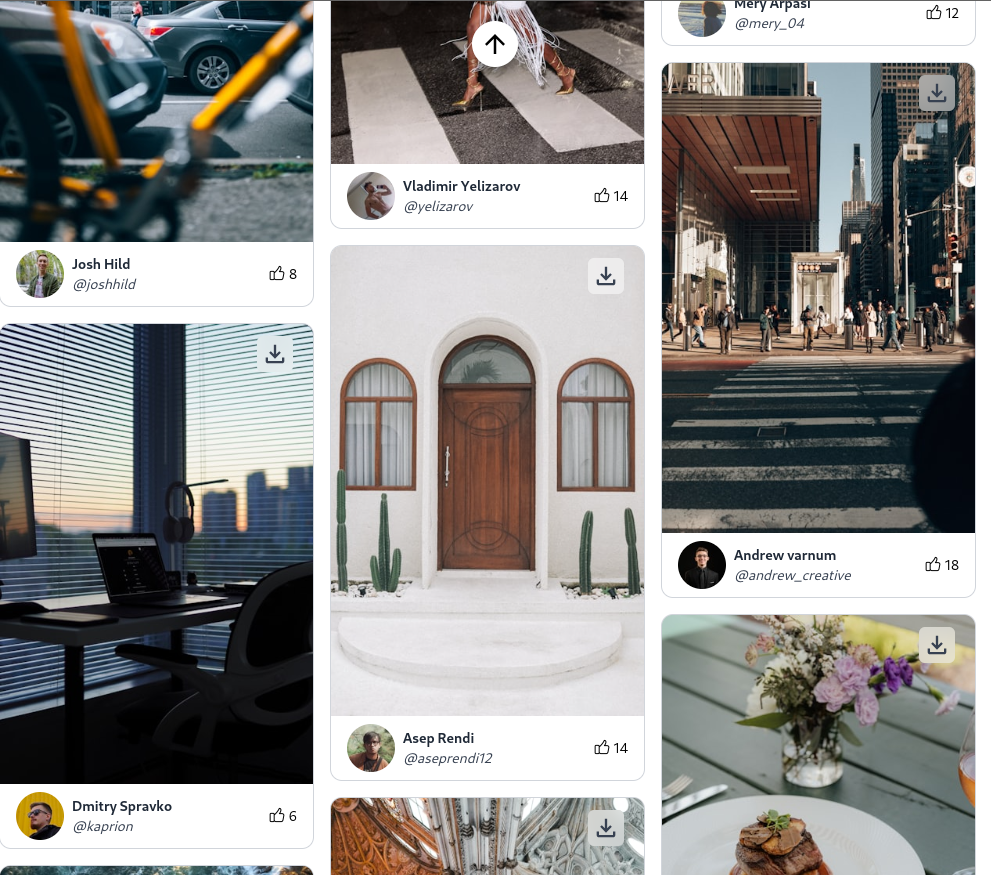 Josh Hild
@joshhild
8
Dmitry Spravko
@kaprion
6
Vladimir Yelizarov
@yelizarov
14
Asep Rendi
@aseprendi12
14
Mery Arpasi
@mery_04
12
Andrew varnum
@andrew_creative
18